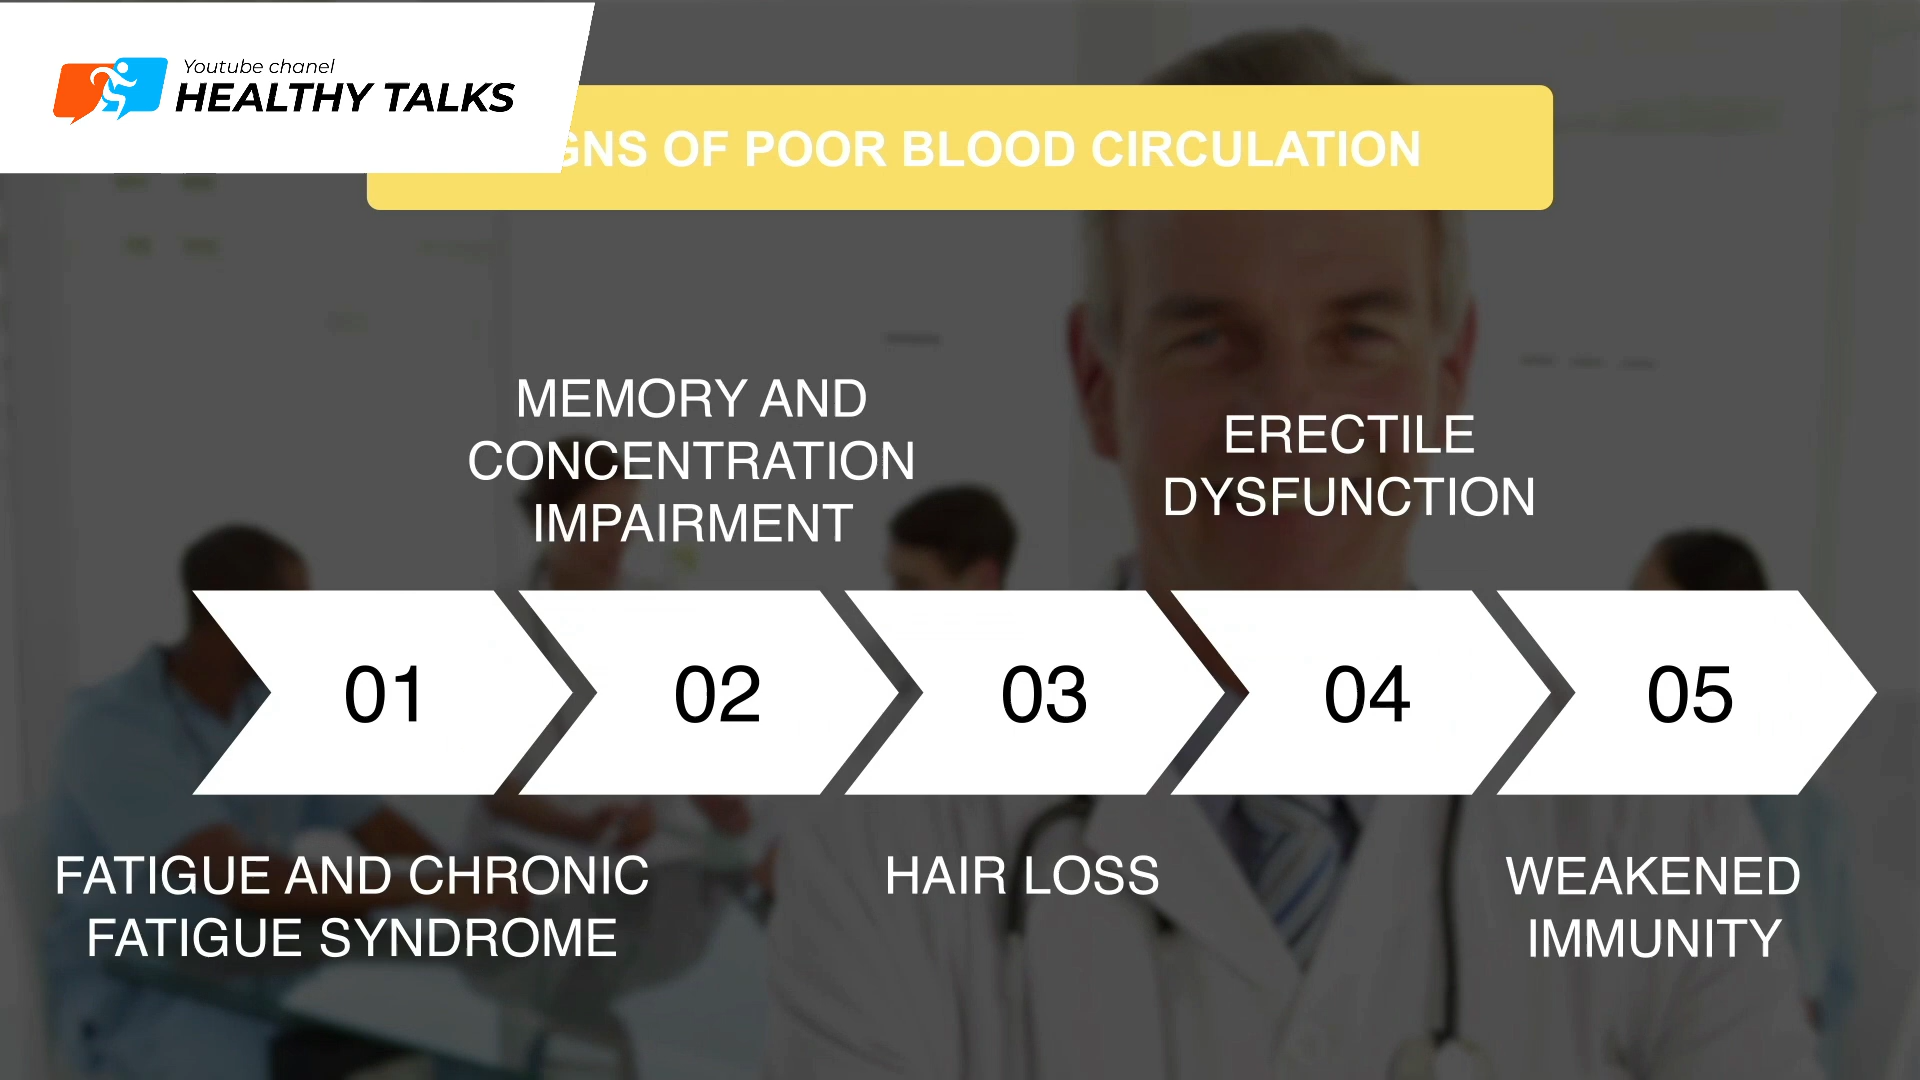 Youtube chanel
HEALTHY TALKS
GNS OF POOR BLOOD CIRCULATION
MEMORY AND
CONCENTRATION
IMPAIRMENT
ERECTILE
DYSFUNCTION
01 02 03 04 05
FATIGUE AND CHRONIC
FATIGUE SYNDROME
HAIR LOSS
WEAKENED
IMMUNITY